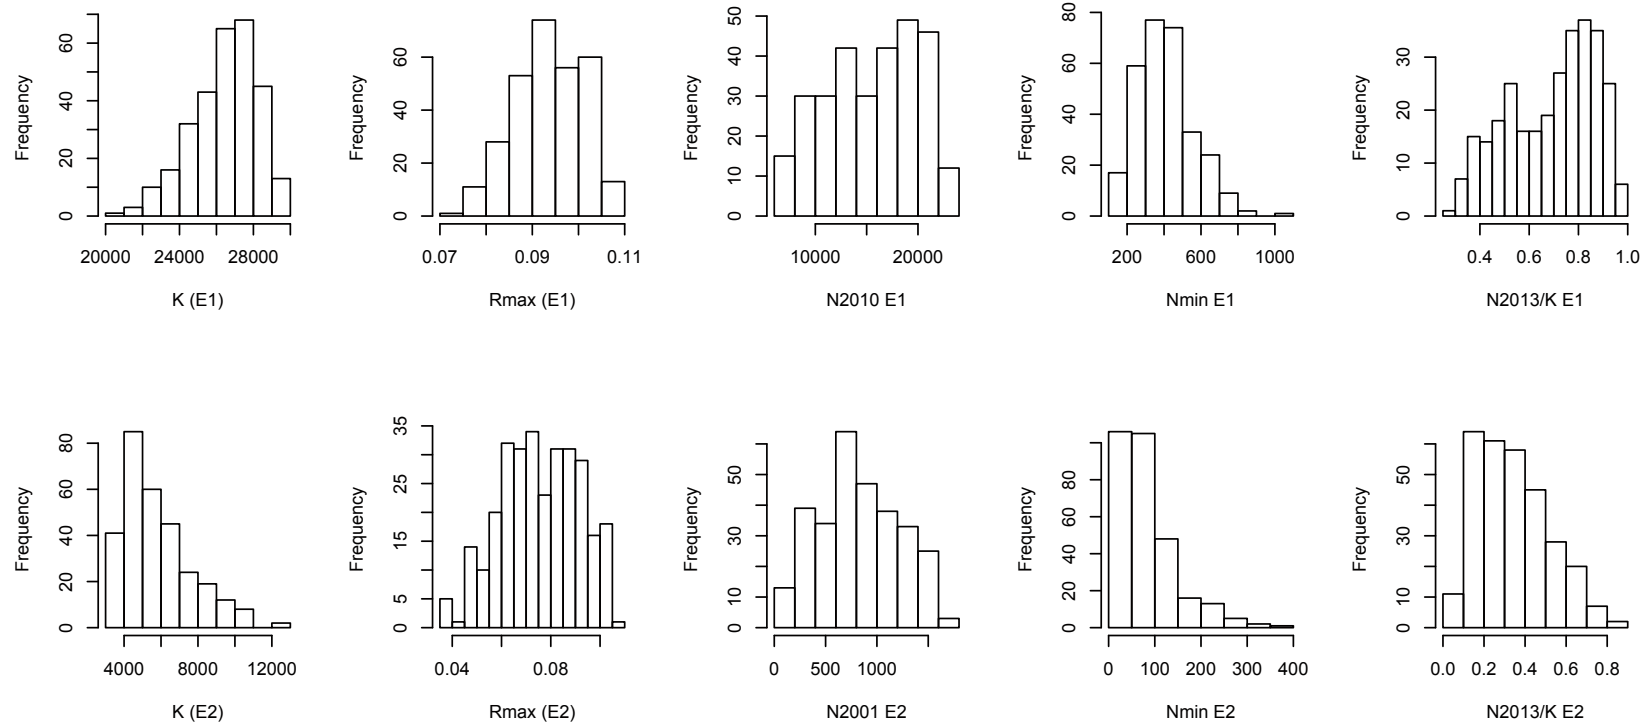 Frequency
0 20 40 60
20000 24000 28000
K (E1)
Frequency
0 20 40 60
0.07 0.09 0.11
Rmax (E1)
Frequency
0 10 20 30 40 50
10000 20000
N2010 E1
Frequency
0 20 40 60 80
200 600 1000
Nmin E1
Frequency
0 10 20 30
0.4 0.6 0.8 1.0
N2013/K E1
Frequency
0 20 40 60 80
4000 8000 12000
K (E2)
Frequency
0 5 15 25 35
0.04 0.08
Rmax (E2)
Frequency
0 10 30 50
0 500 1000
N2001 E2
Frequency
0 20 40 60 80
0 100 200 300 400
Nmin E2
Frequency
0 10 30 50
0.0 0.2 0.4 0.6 0.8
N2013/K E2